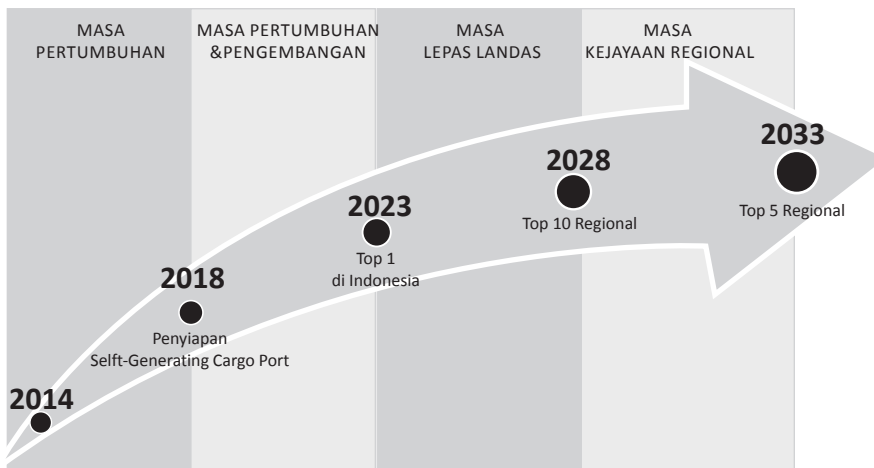 MASA
PERTUMBUHAN
MASA PERTUMBUHAN
&PENGEMBANGAN
MASA
LEPAS LANDAS
MASA
KEJAYAAN REGIONAL
2033
Top 5 Regional
2028
Top 10 Regional
2023
Top 1
di Indonesia
2018
Penyiapan
Selft-Generating Cargo Port
2014